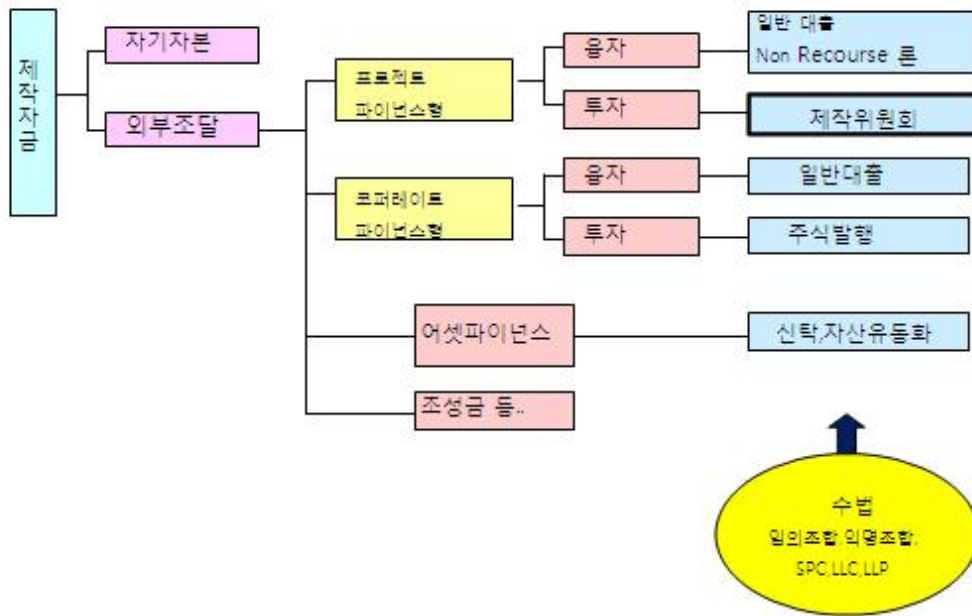 제작자금
자기자본
외부조달
프로젝트
파이넌스형
융자
일반 대출
Non Recourse 론
투자
제작위원회
코퍼레이트
파이넌스형
융자
일반대출
투자
주식발행
어셋파이넌스
신탁,자산유동화
조성금 등..
수법
임의조합,익명조합,
SPC,LLC,LLP